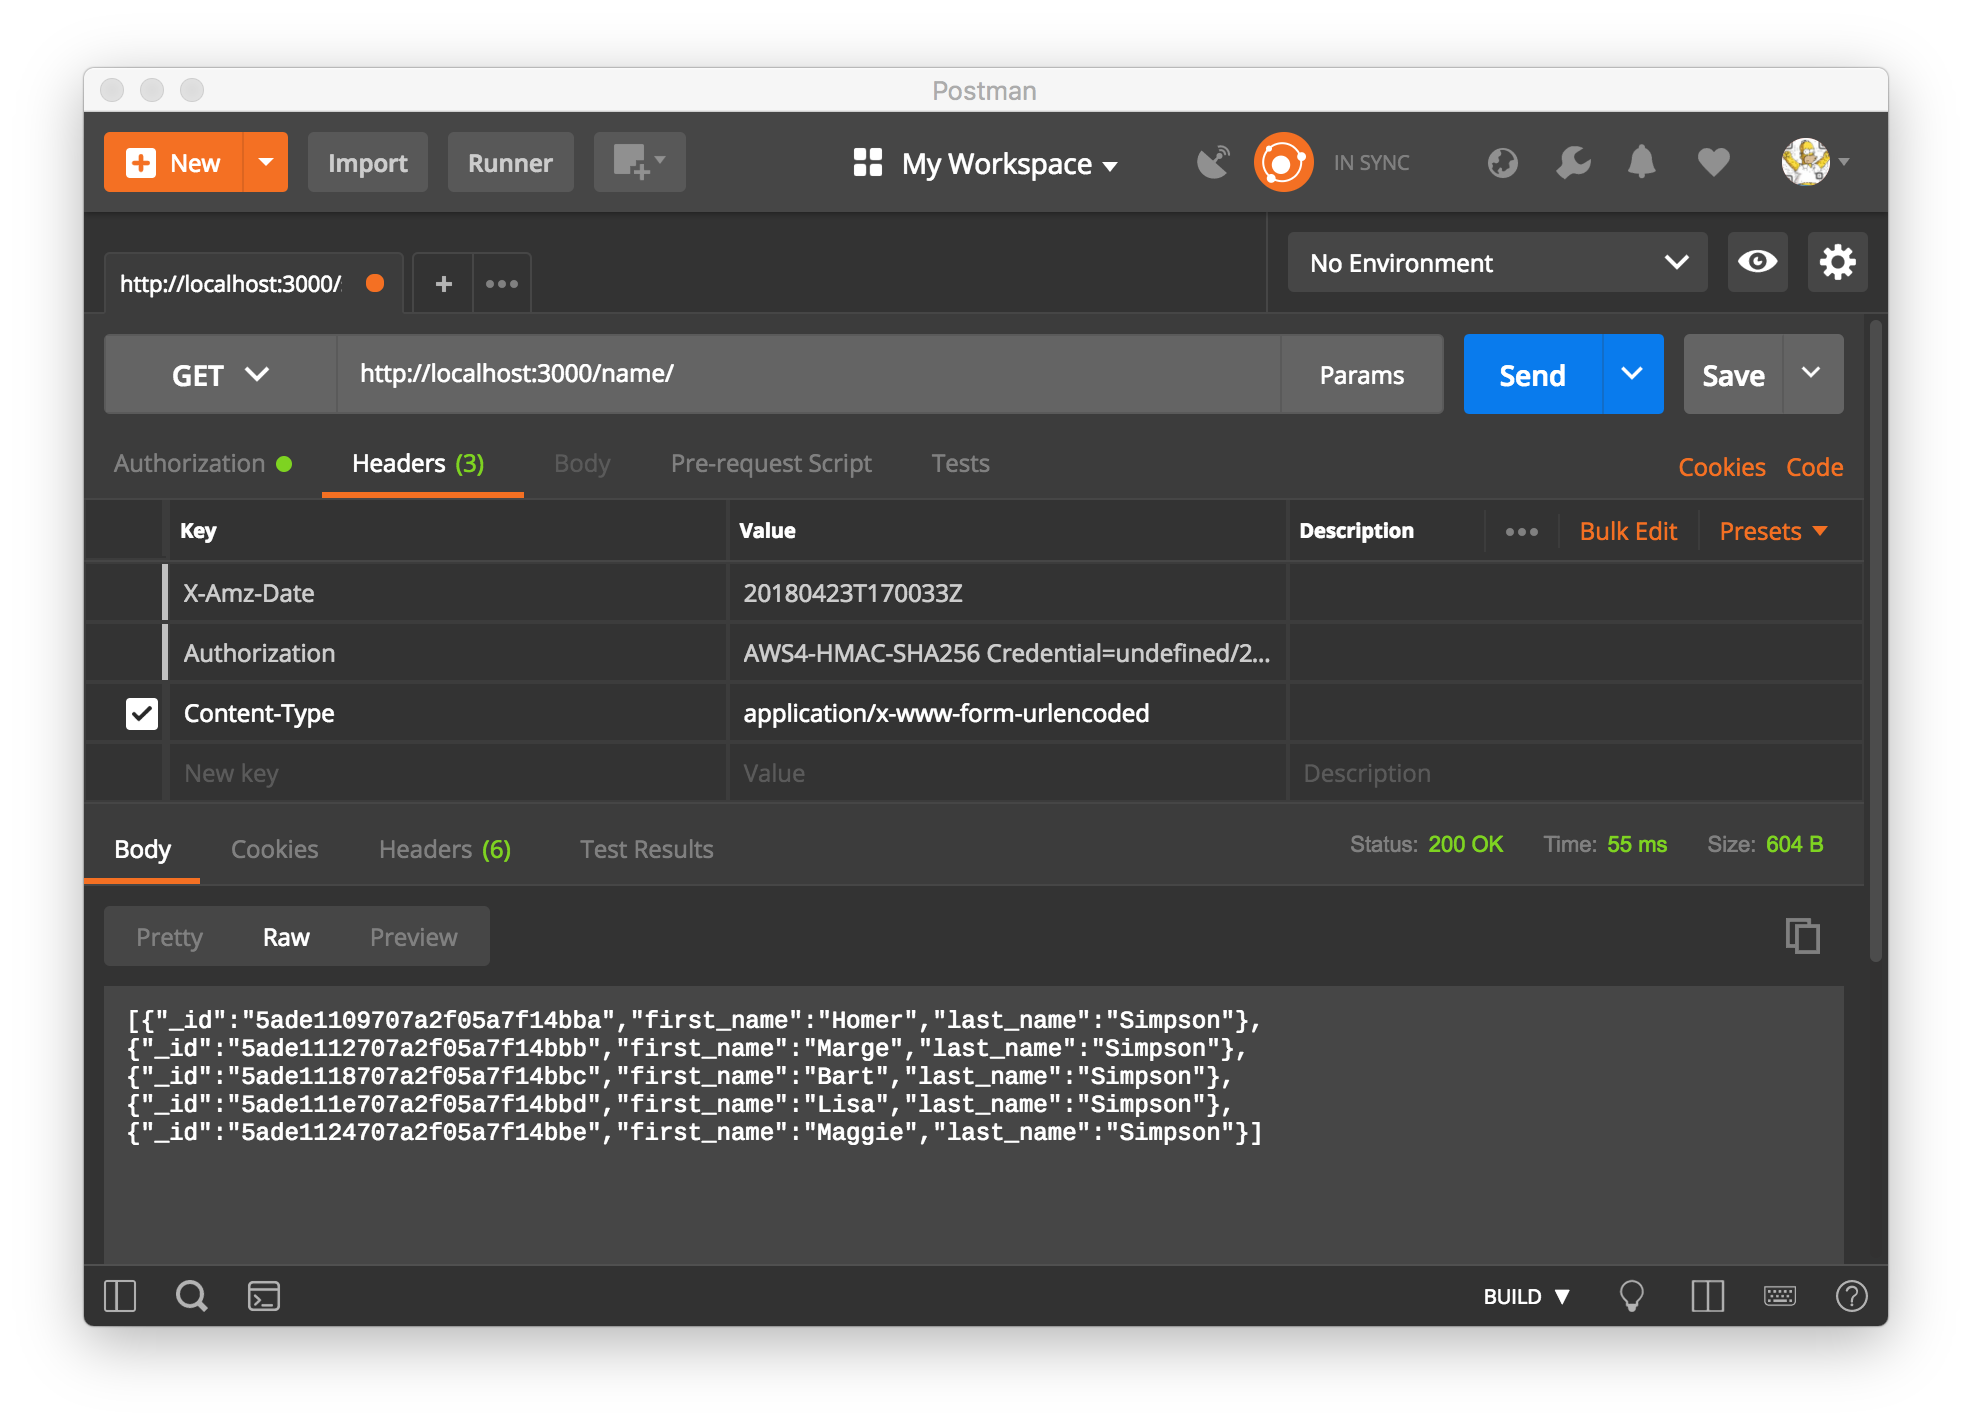 Postman
New Import Runner My Workspace IN SYNC
http://localhost:3000/ No Environment
GET http://localhost:3000/name/ Params Send Save
Authorization Headers (3) Body Pre-request Script Tests Cookies Code
Key Value Description Bulk Edit Presets
X-Amz-Date 20180423T170033Z
Authorization AWS4-HMAC-SHA256 Credential=undefined/2...
Content-Type application/x-www-form-urlencoded
New key Value Description
Body Cookies Headers (6) Test Results Status: 200 OK Time: 55 ms Size: 604 B
Pretty Raw Preview
[{"_id":"5ade1109707a2f05a7f14bba","first_name":"Homer","last_name":"Simpson"},
{"_id":"5ade1112707a2f05a7f14bbb","first_name":"Marge","last_name":"Simpson"},
{"_id":"5ade1118707a2f05a7f14bbc","first_name":"Bart","last_name":"Simpson"},
{"_id":"5ade111e707a2f05a7f14bbd","first_name":"Lisa","last_name":"Simpson"},
{"_id":"5ade1124707a2f05a7f14bbe","first_name":"Maggie","last_name":"Simpson"}]
BUILD